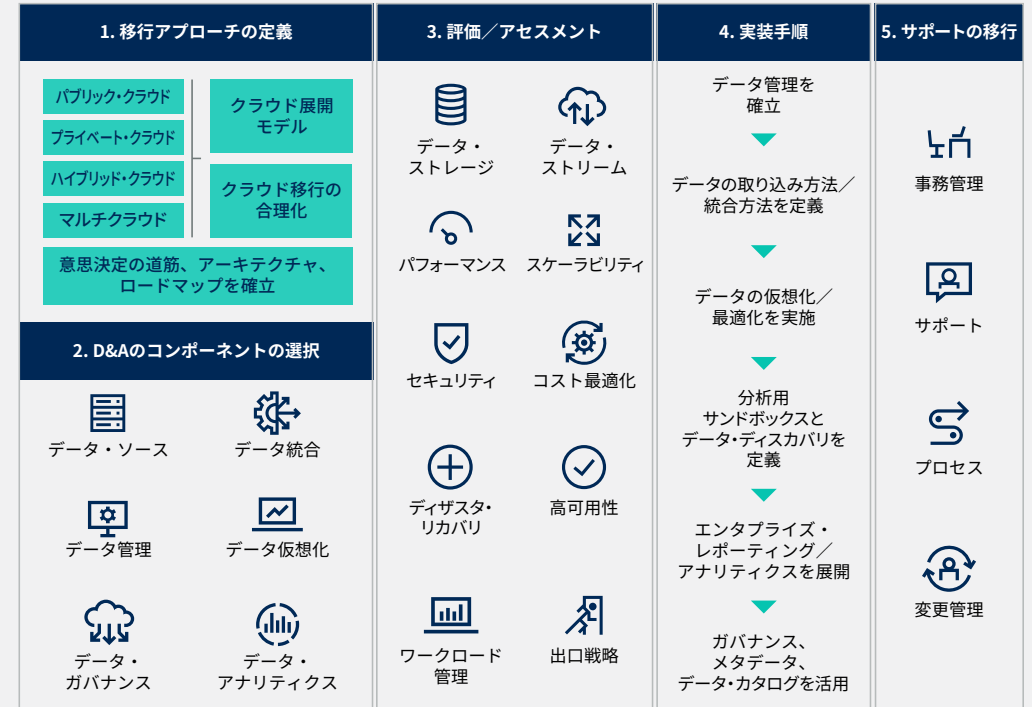 1. 移行アプローチの定義
パブリック・クラウド
プライベート・クラウド
ハイブリッド・クラウド
マルチクラウド
クラウド展開
モデル
クラウド移行の
合理化
意思決定の道筋、アーキテクチャ、
ロードマップを確立
2. D&Aのコンポーネントの選択
データ・ソース
データ統合
データ管理
データ仮想化
データ・
ガバナンス
データ・
アナリティクス
3. 評価／アセスメント
データ・
ストレージ
データ・
ストリーム
パフォーマンス
スケーラビリティ
セキュリティ
コスト最適化
ディザスタ・
リカバリ
高可用性
ワークロード
管理
出口戦略
4. 実装手順
データ管理を
確立
データの取り込み方法／
統合方法を定義
データの仮想化／
最適化を実施
分析用
サンドボックスと
データ・ディスカバリを
定義
エンタプライズ・
レポーティング／
アナリティクスを展開
ガバナンス、
メタデータ、
データ・カタログを活用
5. サポートの移行
事務管理
サポート
プロセス
変更管理